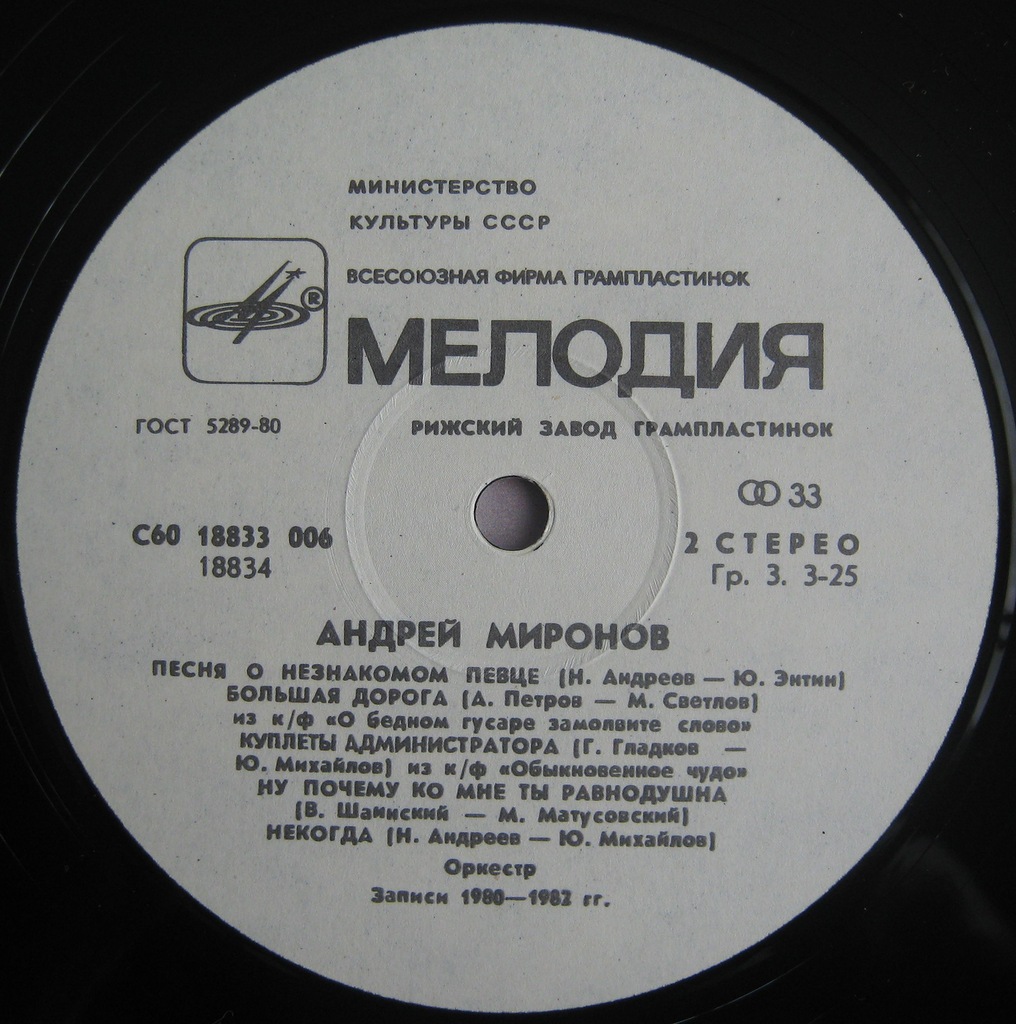 МИНИСТЕРСТВО
КУЛЬТУРЫ СССР
ВСЕСОЮЗНАЯ ФИРМА ГРАМПЛАСТИНОК
®
МЕЛОДИЯ
ГОСТ 5289-80
РИЖСКИЙ ЗАВОД ГРАМПЛАСТИНОК
33
С60 18833 006
2 СТЕРЕО
18834
Гр. 3. 3-25
АНДРЕЙ МИРОНОВ
ПЕСНЯ О НЕЗНАКОМОМ ПЕВЦЕ (Н. Андреев — Ю. Энтин)
БОЛЬШАЯ ДОРОГА (А. Петров — М. Светлов)
из к/ф «О бедном гусаре замолвите слово»
КУПЛЕТЫ АДМИНИСТРАТОРА (Г. Гладков —
Ю. Михайлов) из к/ф «Обыкновенное чудо»
НУ ПОЧЕМУ КО МНЕ ТЫ РАВНОДУШНА
(В. Шаинский — М. Матусовский)
НЕКОГДА (Н. Андреев — Ю. Михайлов)
Оркестр
Записи 1980—1982 гг.